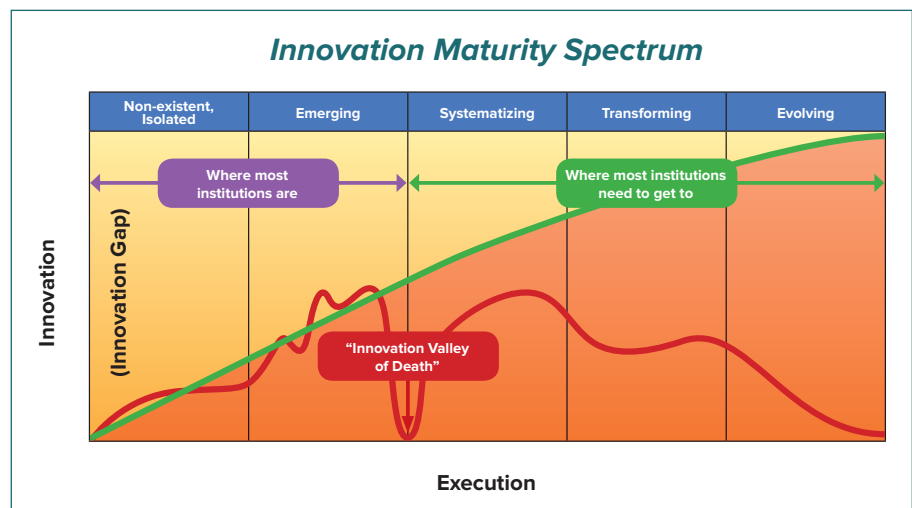 Innovation Maturity Spectrum
Non-existent,
Isolated
Emerging
Systematizing
Transforming
Evolving
Where most
institutions are
Where most institutions
need to get to
Innovation
(Innovation Gap)
“Innovation Valley
of Death”
Execution